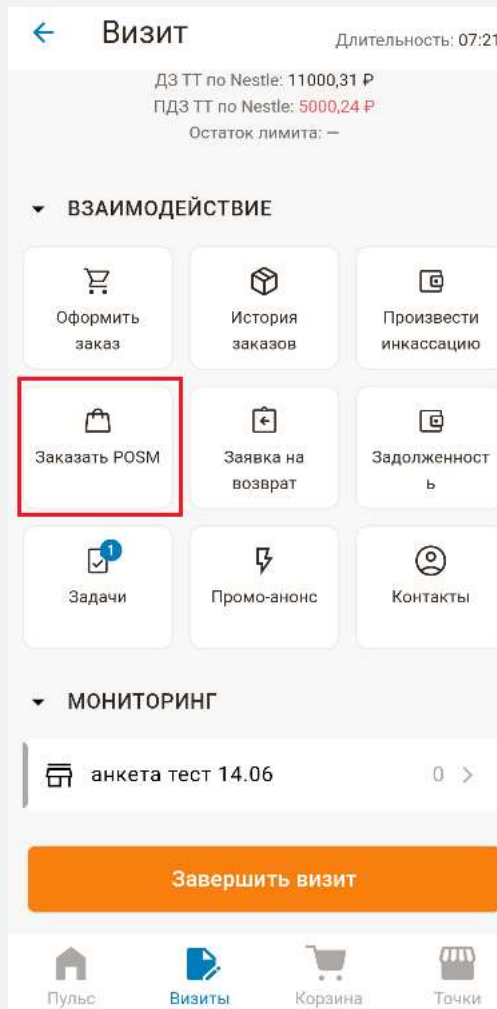 Визит
Длительность: 07:21
ДЗ ТТ по Nestle: 11000,31 ₽
ПДЗ ТТ по Nestle: 5000,24 ₽
Остаток лимита: —
ВЗАИМОДЕЙСТВИЕ
Оформить
заказ
История
заказов
Произвести
инкассацию
Заказать POSM
Заявка на
возврат
Задолженност
ь
1
Задачи
Промо-анонс
Контакты
МОНИТОРИНГ
анкета тест 14.06
0
Завершить визит
Пульс
Визиты
Корзина
Точки